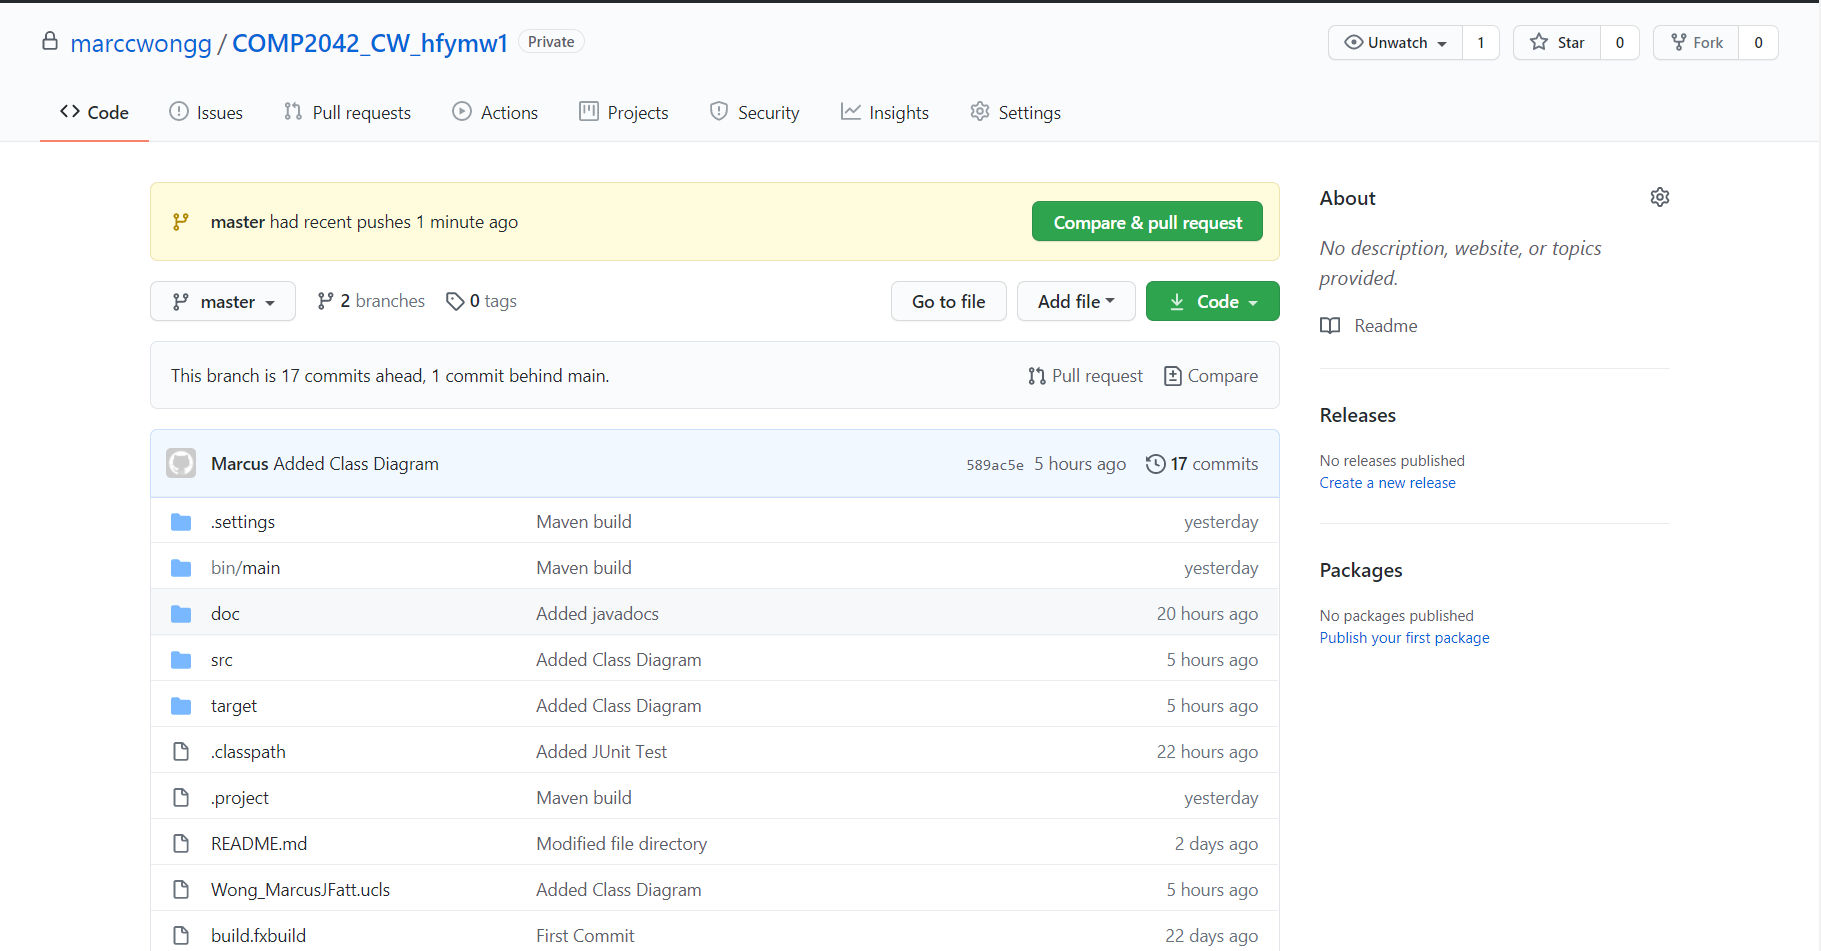 marccwongg / COMP2042_CW_hfymw1 Private
Unwatch 1 Star 0 Fork 0
Code Issues Pull requests Actions Projects Security Insights Settings
master had recent pushes 1 minute ago Compare & pull request
master 2 branches 0 tags Go to file Add file Code
This branch is 17 commits ahead, 1 commit behind main. Pull request Compare
Marcus Added Class Diagram 589ac5e 5 hours ago 17 commits
.settings Maven build yesterday
bin/main Maven build yesterday
doc Added javadocs 20 hours ago
src Added Class Diagram 5 hours ago
target Added Class Diagram 5 hours ago
.classpath Added JUnit Test 22 hours ago
.project Maven build yesterday
README.md Modified file directory 2 days ago
Wong_MarcusJFatt.ucls Added Class Diagram 5 hours ago
build.fxbuild First Commit 22 days ago
About
No description, website, or topics
provided.
Readme
Releases
No releases published
Create a new release
Packages
No packages published
Publish your first package